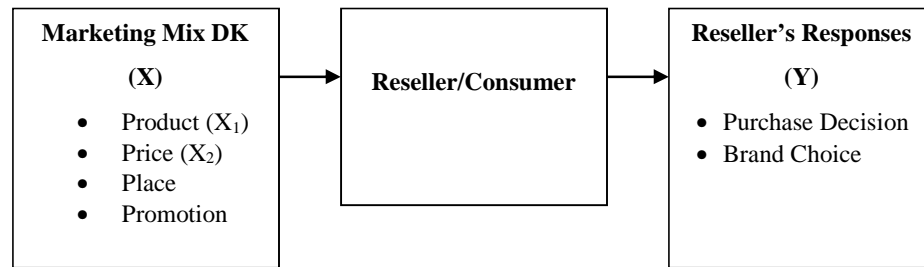 Marketing Mix DK
(X)
• Product (X₁)
• Price (X₂)
• Place
• Promotion
Reseller/Consumer
Reseller's Responses
(Y)
• Purchase Decision
• Brand Choice